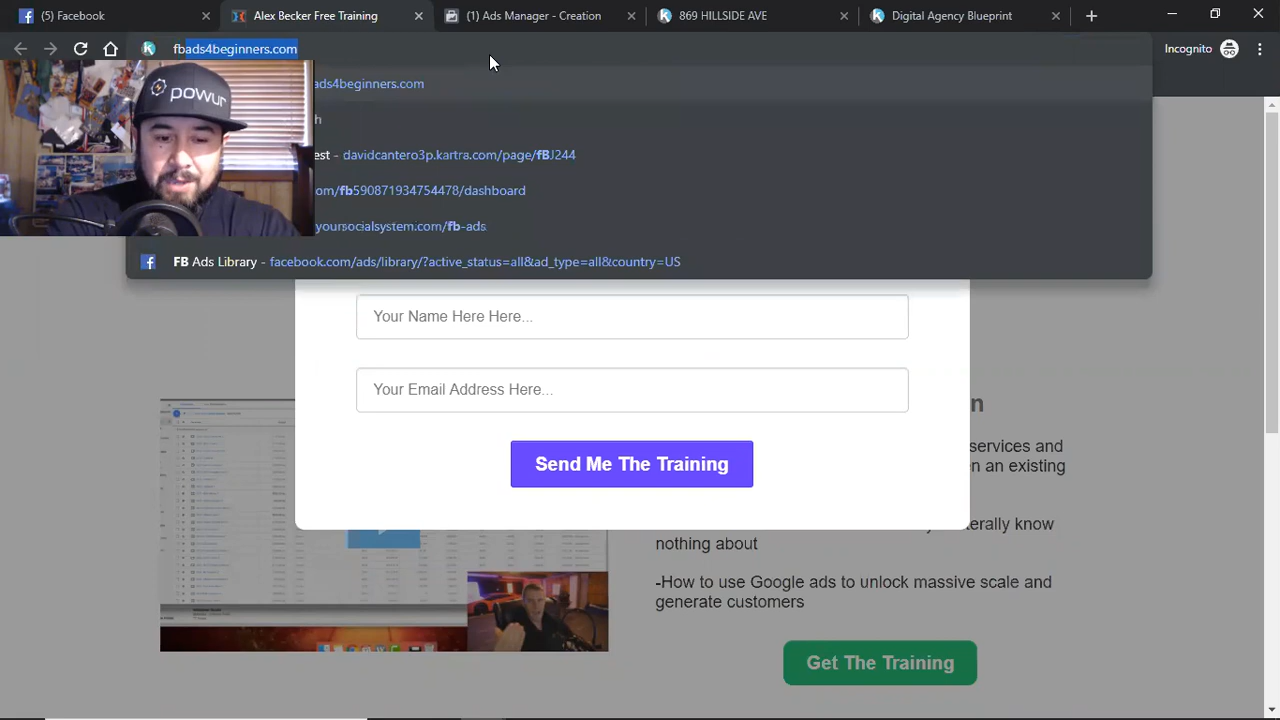 (5) Facebook
Alex Becker Free Training
(1) Ads Manager - Creation
869 HILLSIDE AVE
Digital Agency Blueprint
fbads4beginners.com
Incognito
ads4beginners.com
h
est - davidcantero3p.kartra.com/page/fBJ244
com/fb590871934754478/dashboard
yoursocialsystem.com/fb-ads
FB Ads Library - facebook.com/ads/library/?active_status=all&ad_type=all&country=US
powur
Your Name Here Here...
Your Email Address Here...
Send Me The Training
n
services and
n an existing
terally know
nothing about
-How to use Google ads to unlock massive scale and
generate customers
Get The Training